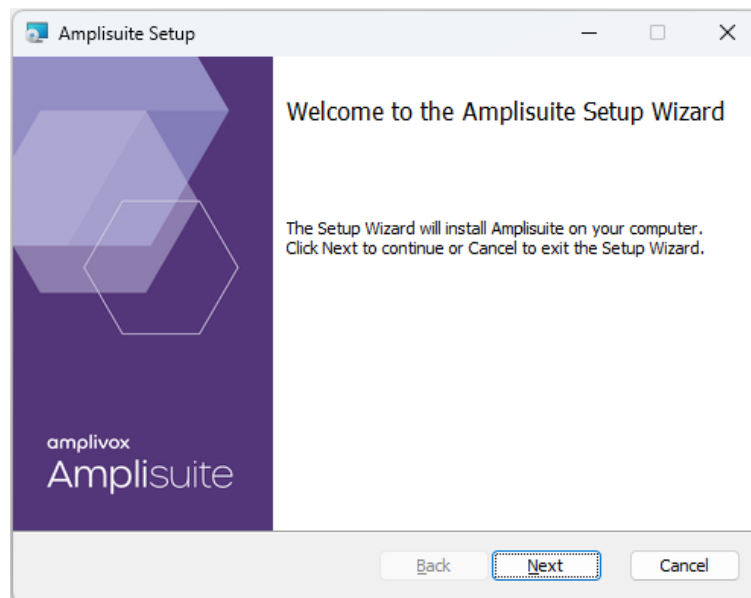 Amplisuite Setup
Welcome to the Amplisuite Setup Wizard
The Setup Wizard will install Amplisuite on your computer.
Click Next to continue or Cancel to exit the Setup Wizard.
amplivox
Amplisuite
Back
Next
Cancel